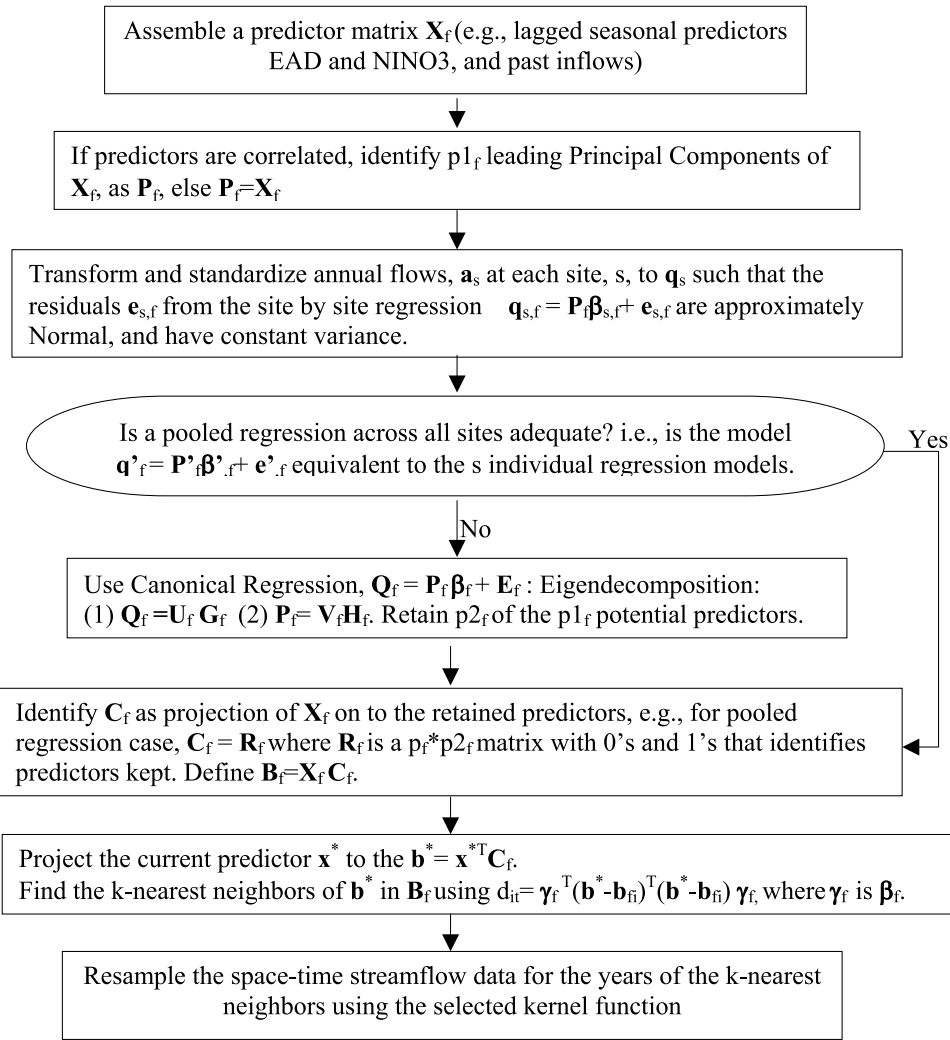 Assemble a predictor matrix X_f (e.g., lagged seasonal predictors
EAD and NINO3, and past inflows)
If predictors are correlated, identify p1_f leading Principal Components of
X_f, as P_f, else P_f=X_f
Transform and standardize annual flows, a_s at each site, s, to q_s such that the
residuals e_s,f from the site by site regression q_s,f = P_fβ_s,f+ e_s,f are approximately
Normal, and have constant variance.
Is a pooled regression across all sites adequate? i.e., is the model
q'_f = P'_fβ'_.f+ e'_.f equivalent to the s individual regression models.
Yes
No
Use Canonical Regression, Q_f = P_f β_f + E_f : Eigendecomposition:
(1) Q_f =U_f G_f (2) P_f= V_fH_f. Retain p2_f of the p1_f potential predictors.
Identify C_f as projection of X_f on to the retained predictors, e.g., for pooled
regression case, C_f = R_f where R_f is a p_f*p2_f matrix with 0's and 1's that identifies
predictors kept. Define B_f=X_f C_f.
Project the current predictor x* to the b*= x*^T C_f.
Find the k-nearest neighbors of b* in B_f using d_it= γ_f^T(b*-b_fi)^T(b*-b_fi) γ_f, where γ_f is β_f.
Resample the space-time streamflow data for the years of the k-nearest
neighbors using the selected kernel function